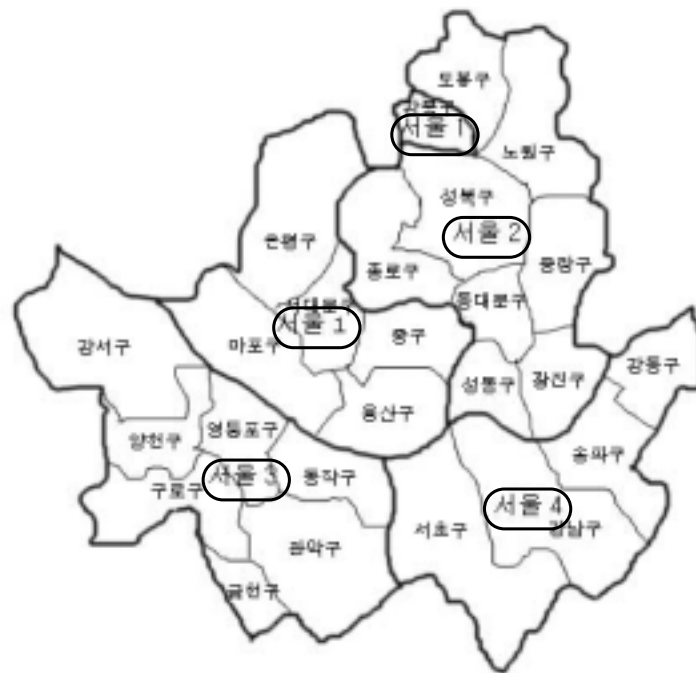 도봉구
강북구
서울 1
노원구
성북구
서울 2
은평구
종로구
중랑구
서대문구
동대문구
서울 1
마포구
중구
강서구
성동구
광진구
강동구
용산구
양천구
영등포구
송파구
서울 3
동작구
구로구
서울 4
서초구
강남구
관악구
금천구